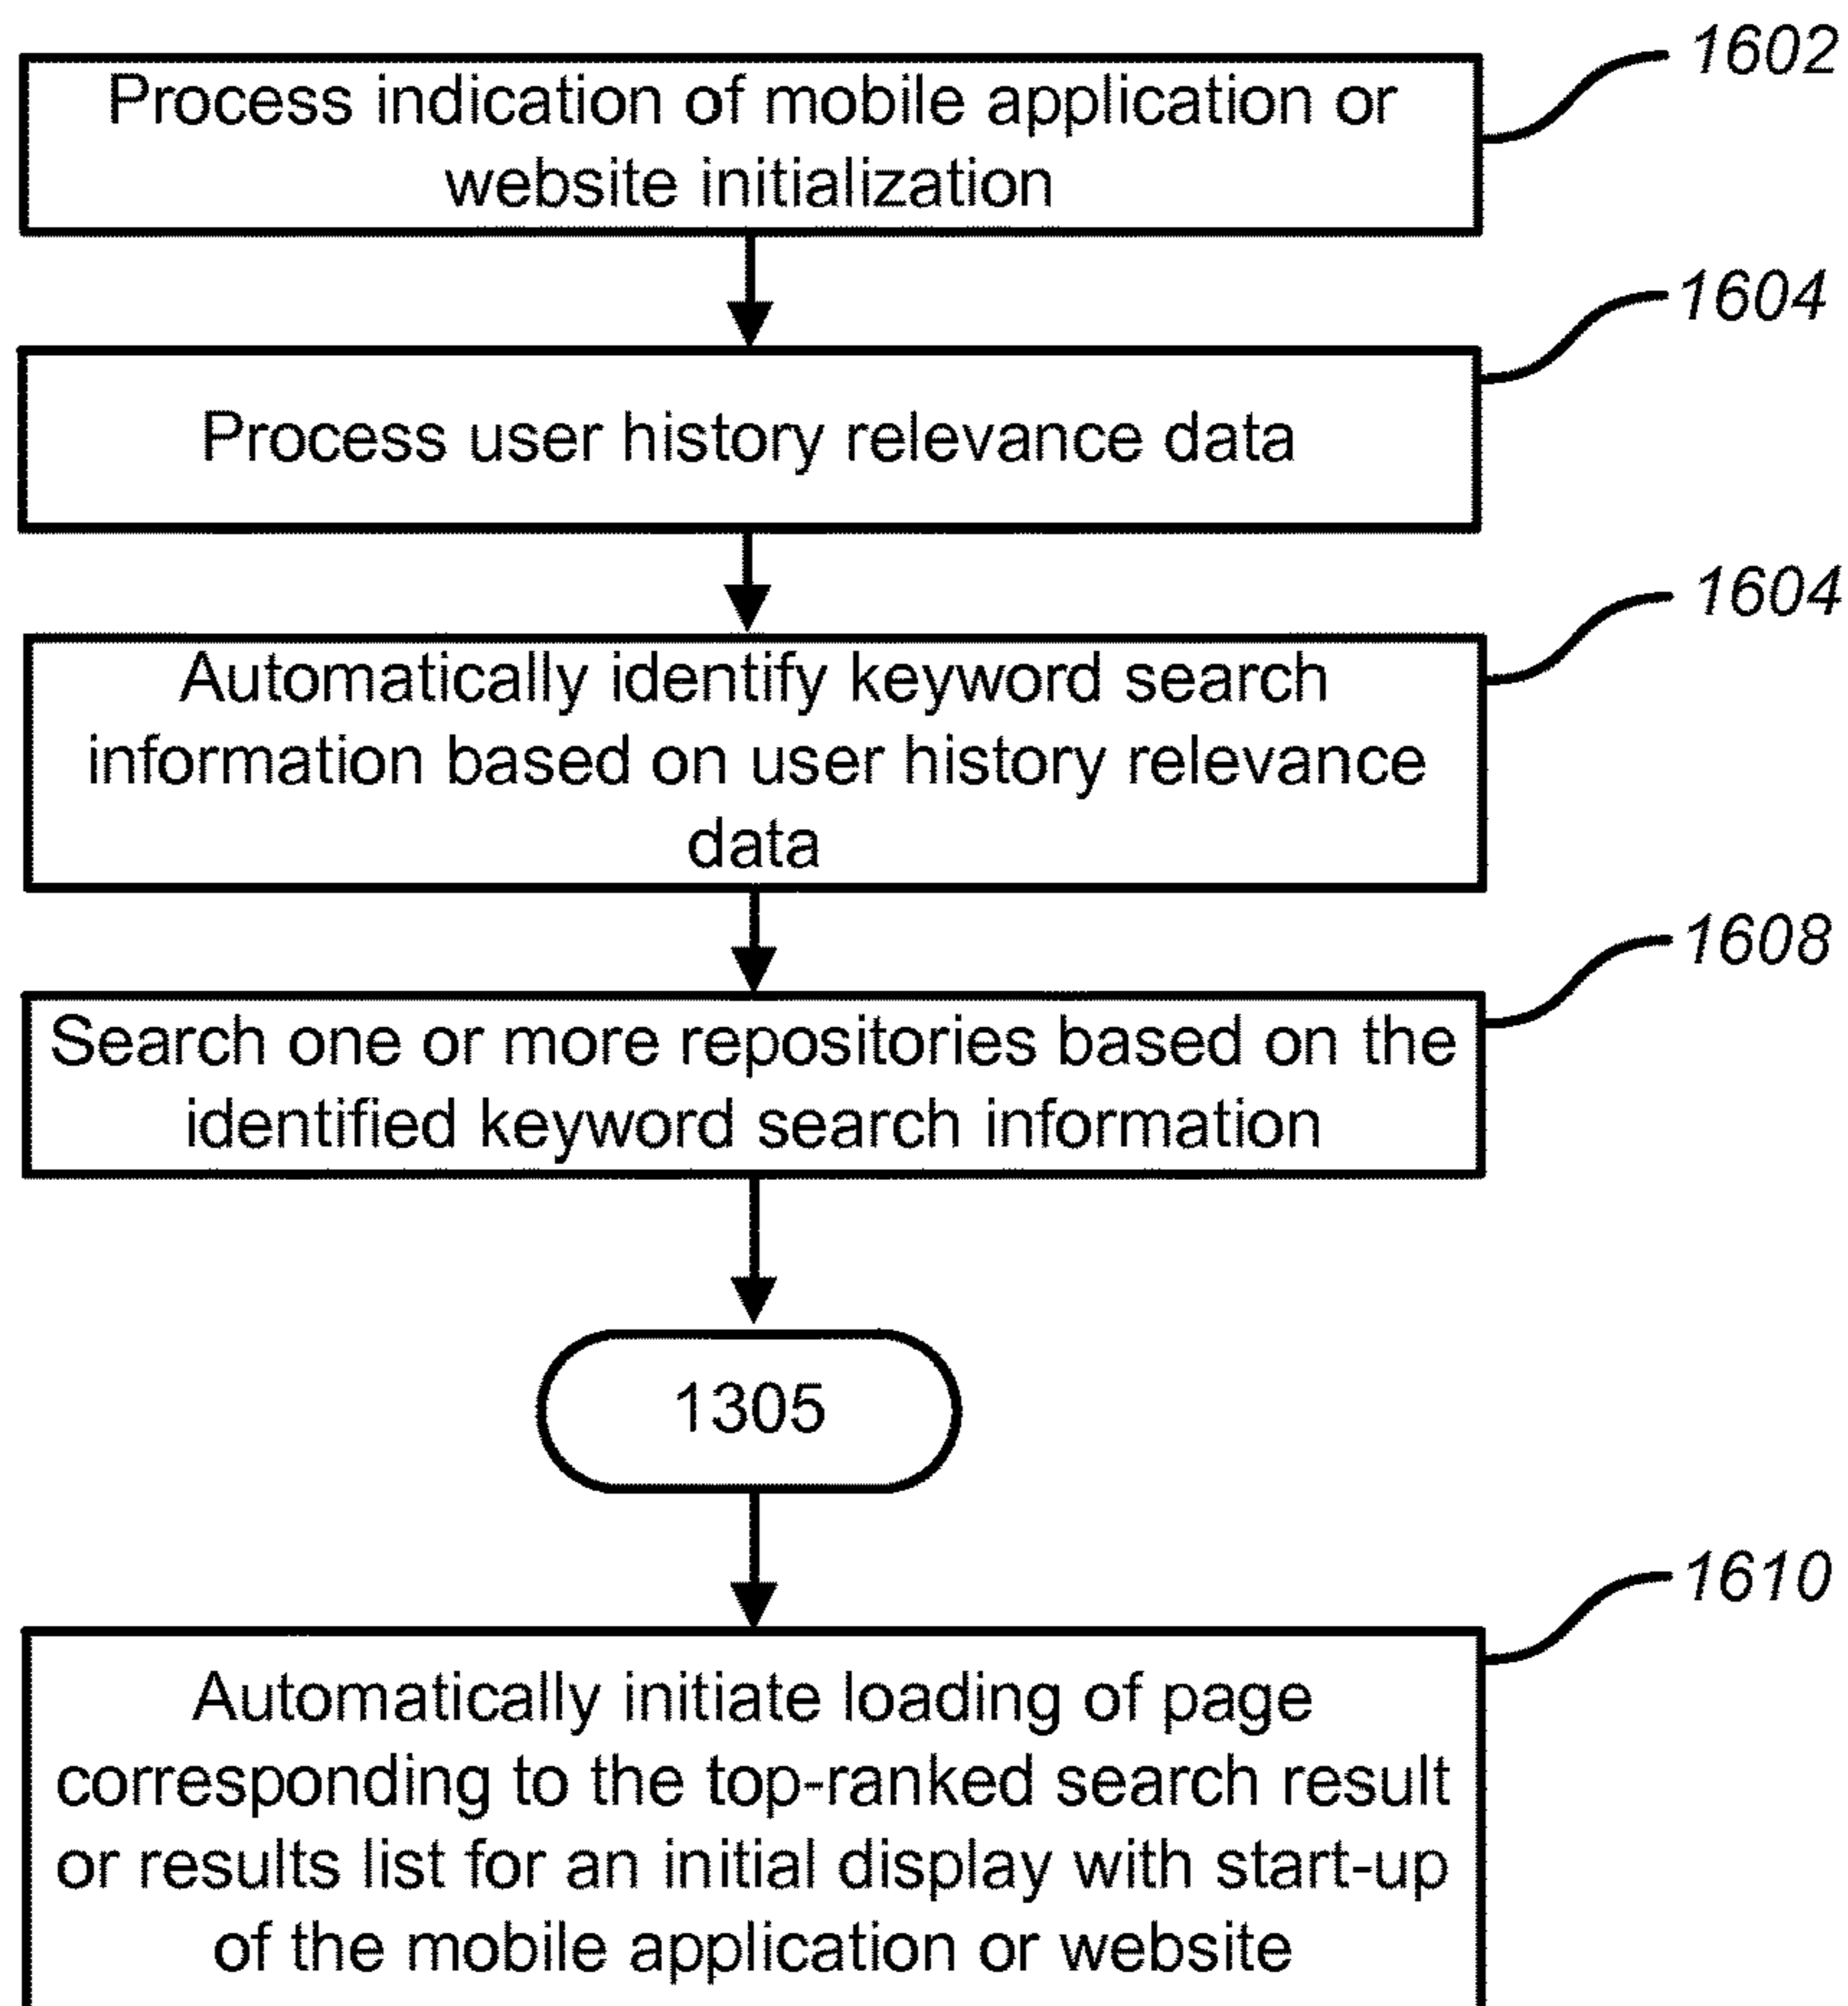 1602
Process indication of mobile application or
website initialization
1604
Process user history relevance data
1604
Automatically identify keyword search
information based on user history relevance
data
1608
Search one or more repositories based on the
identified keyword search information
1305
1610
Automatically initiate loading of page
corresponding to the top-ranked search result
or results list for an initial display with start-up
of the mobile application or website